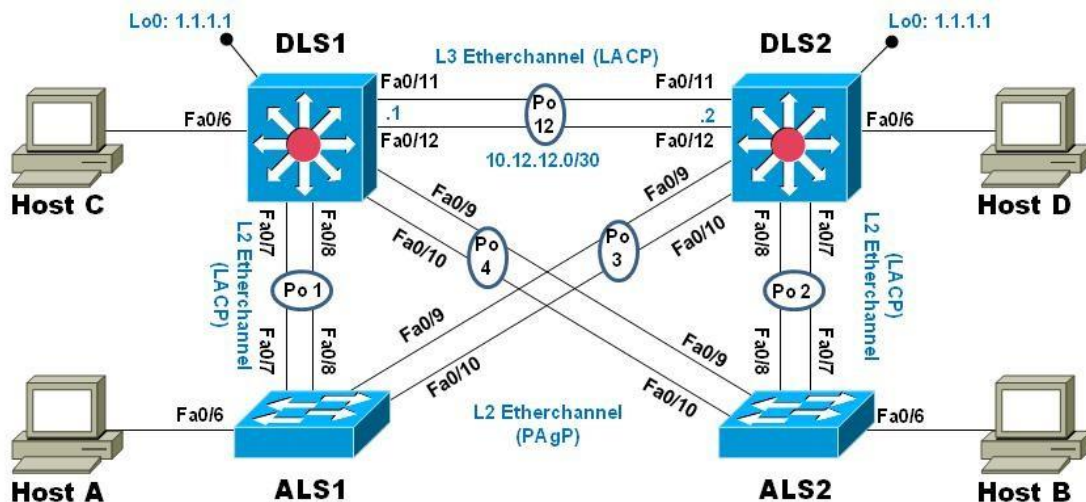 Lo0: 1.1.1.1
Lo0: 1.1.1.1
DLS1
DLS2
L3 Etherchannel (LACP)
Fa0/11
Fa0/11
Po
12
.1
.2
Fa0/6
Fa0/6
Fa0/12
Fa0/12
10.12.12.0/30
Host C
Host D
Fa0/9
Fa0/9
Fa0/10
Fa0/10
Po
4
Po
3
Fa0/7
Fa0/8
Fa0/8
Fa0/7
L2 Etherchannel
(LACP)
Po 1
Po 2
(LACP)
L2 Etherchannel
Fa0/7
Fa0/8
Fa0/8
Fa0/7
Fa0/9
Fa0/10
Fa0/9
Fa0/10
L2 Etherchannel
(PAgP)
Fa0/6
Fa0/6
Host A
ALS1
ALS2
Host B